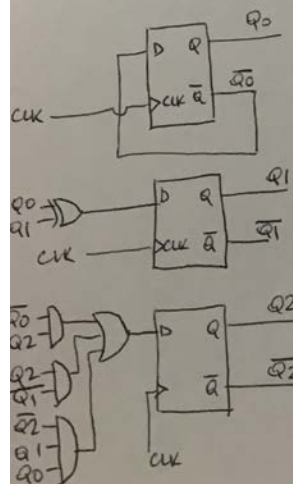 Q0
D Q
Q̅0̅
CLK CLK Q̅
Q0 D Q Q1
Q1
CLK CLK Q̅ Q̅1̅
Q̅0̅ D Q Q2
Q2
Q2 Q̅ Q̅2̅
Q̅1̅
Q̅2̅
Q1 CLK
Q0